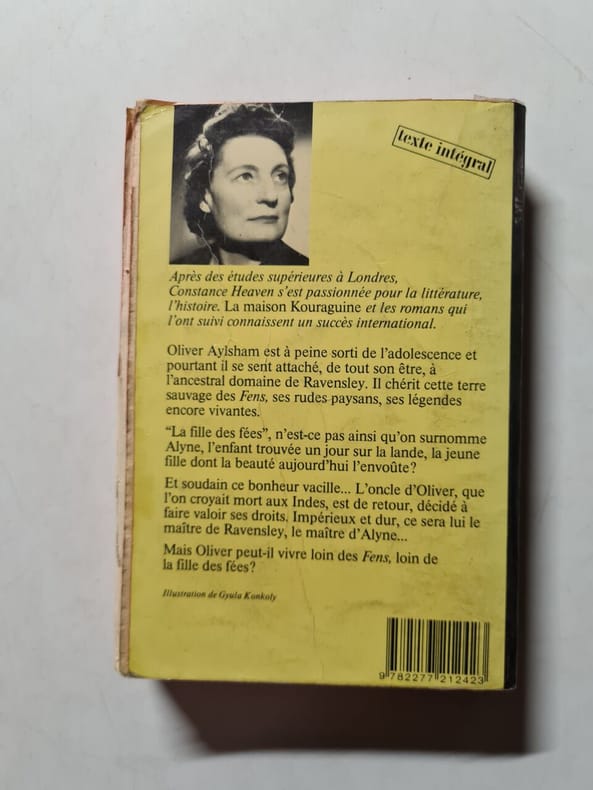 texte intégral
Après des études supérieures à Londres,
Constance Heaven s'est passionnée pour la littérature,
l'histoire. La maison Kouraguine et les romans qui
l'ont suivi connaissent un succès international.
Oliver Aylsham est à peine sorti de l'adolescence et
pourtant il se sent attaché, de tout son être, à
l'ancestral domaine de Ravensley. Il chérit cette terre
sauvage des Fens, ses rudes paysans, ses légendes
encore vivantes.
"La fille des fées", n'est-ce pas ainsi qu'on surnomme
Alyne, l'enfant trouvée un jour sur la lande, la jeune
fille dont la beauté aujourd'hui l'envoûte?
Et soudain ce bonheur vacille... L'oncle d'Oliver, que
l'on croyait mort aux Indes, est de retour, décidé à
faire valoir ses droits. Impérieux et dur, ce sera lui le
maître de Ravensley, le maître d'Alyne...
Mais Oliver peut-il vivre loin des Fens, loin de
la fille des fées?
Illustration de Gyula Konkoly
9 782277 212423